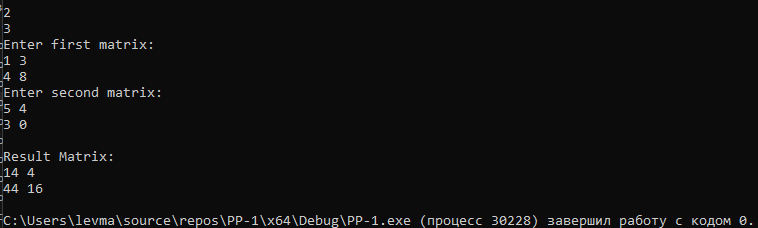 2
3
Enter first matrix:
1 3
4 8
Enter second matrix:
5 4
3 0
Result Matrix:
14 4
44 16
C:\Users\levma\source\repos\PP-1\x64\Debug\PP-1.exe (процесс 30228) завершил работу с кодом 0.